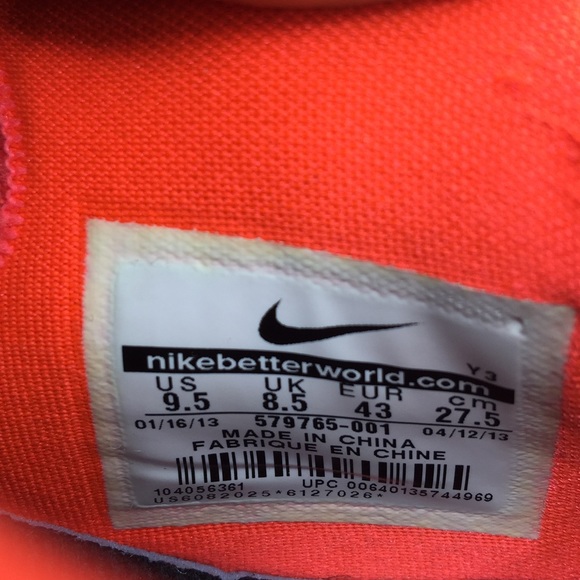 nikebetterworld.com Y3
US UK EUR cm
9.5 8.5 43 27.5
01/16/13 579765-001 04/12/13
MADE IN CHINA
FABRIQUE EN CHINE
104056361 UPC 00640135744969
US6082025*6127026*